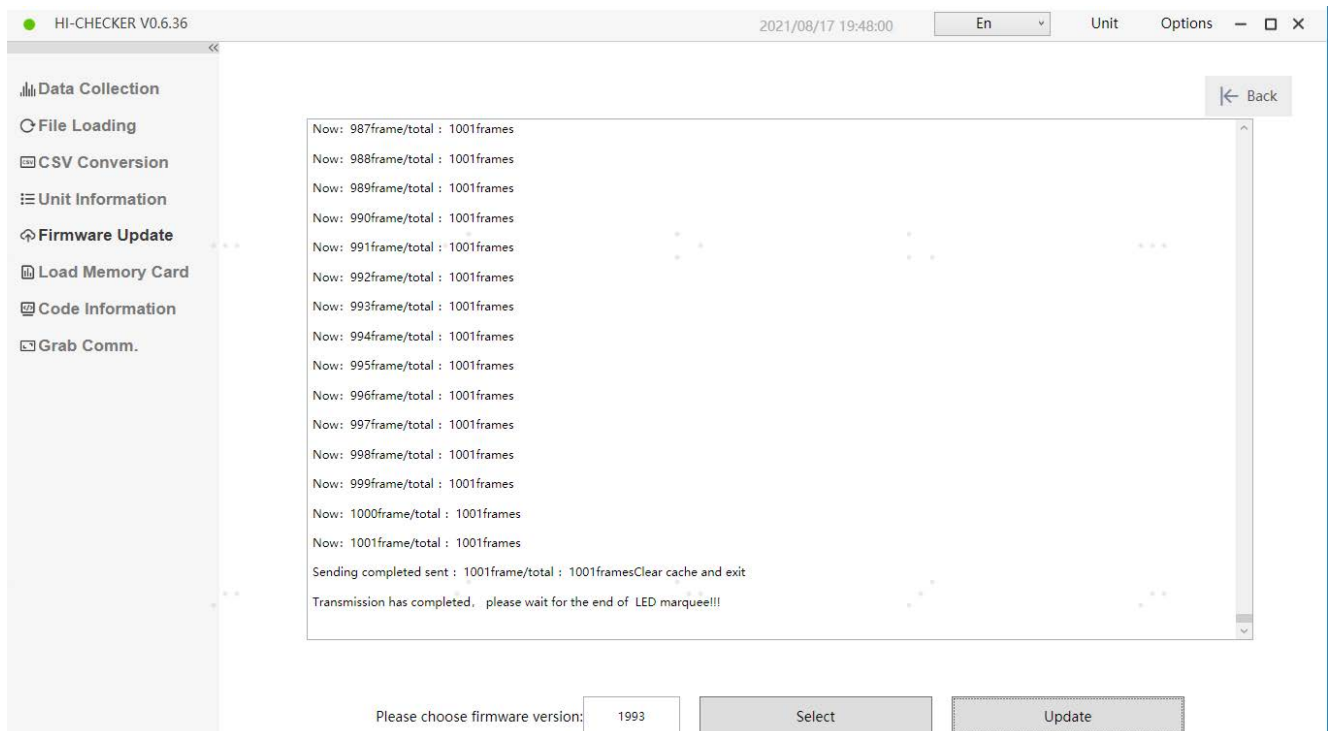 HI-CHECKER V0.6.36
2021/08/17 19:48:00
En
Unit
Options
Data Collection
File Loading
CSV Conversion
Unit Information
Firmware Update
Load Memory Card
Code Information
Grab Comm.
Back
Now: 987frame/total : 1001frames
Now: 988frame/total : 1001frames
Now: 989frame/total : 1001frames
Now: 990frame/total : 1001frames
Now: 991frame/total : 1001frames
Now: 992frame/total : 1001frames
Now: 993frame/total : 1001frames
Now: 994frame/total : 1001frames
Now: 995frame/total : 1001frames
Now: 996frame/total : 1001frames
Now: 997frame/total : 1001frames
Now: 998frame/total : 1001frames
Now: 999frame/total : 1001frames
Now: 1000frame/total : 1001frames
Now: 1001frame/total : 1001frames
Sending completed sent : 1001frame/total : 1001framesClear cache and exit
Transmission has completed, please wait for the end of LED marquee!!!
Please choose firmware version:
1993
Select
Update